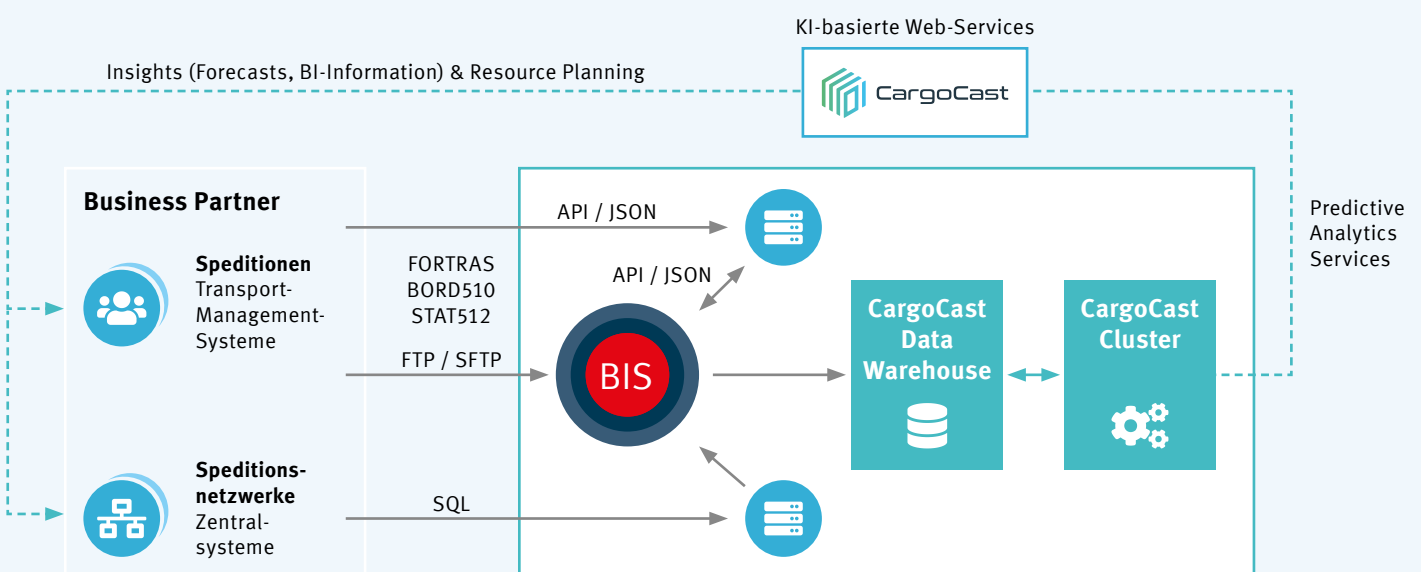 KI-basierte Web-Services
Insights (Forecasts, BI-Information) & Resource Planning
CargoCast
Business Partner
Speditionen
Transport-
Management-
Systeme
Speditions-
netzwerke
Zentral-
systeme
API / JSON
FORTRAS
BORD510
STAT512
FTP / SFTP
SQL
API / JSON
BIS
CargoCast
Data
Warehouse
CargoCast
Cluster
Predictive
Analytics
Services